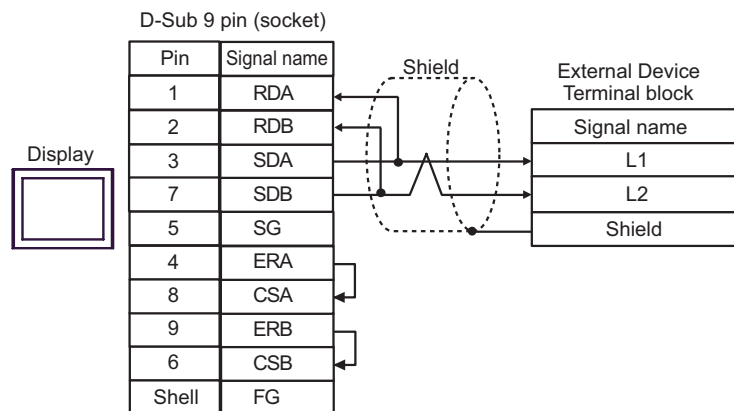 D-Sub 9 pin (socket)
Pin Signal name
1 RDA
2 RDB
3 SDA
7 SDB
5 SG
4 ERA
8 CSA
9 ERB
6 CSB
Shell FG
Display
Shield
External Device
Terminal block
Signal name
L1
L2
Shield